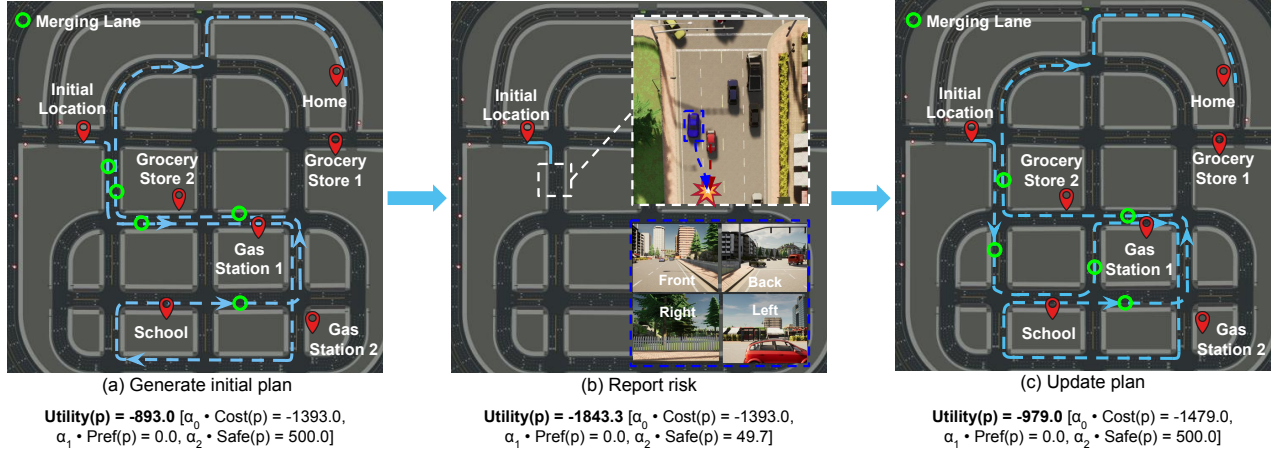 Merging Lane
Initial
Location
Home
Grocery
Store 2
Grocery
Store 1
Gas
Station 1
School
Gas
Station 2
(a) Generate initial plan
Utility(p) = -893.0 [α₀ • Cost(p) = -1393.0,
α₁ • Pref(p) = 0.0, α₂ • Safe(p) = 500.0]
Initial
Location
Front
Back
Right
Left
(b) Report risk
Utility(p) = -1843.3 [α₀ • Cost(p) = -1393.0,
α₁ • Pref(p) = 0.0, α₂ • Safe(p) = 49.7]
Merging Lane
Initial
Location
Home
Grocery
Store 2
Grocery
Store 1
Gas
Station 1
School
Gas
Station 2
(c) Update plan
Utility(p) = -979.0 [α₀ • Cost(p) = -1479.0,
α₁ • Pref(p) = 0.0, α₂ • Safe(p) = 500.0]